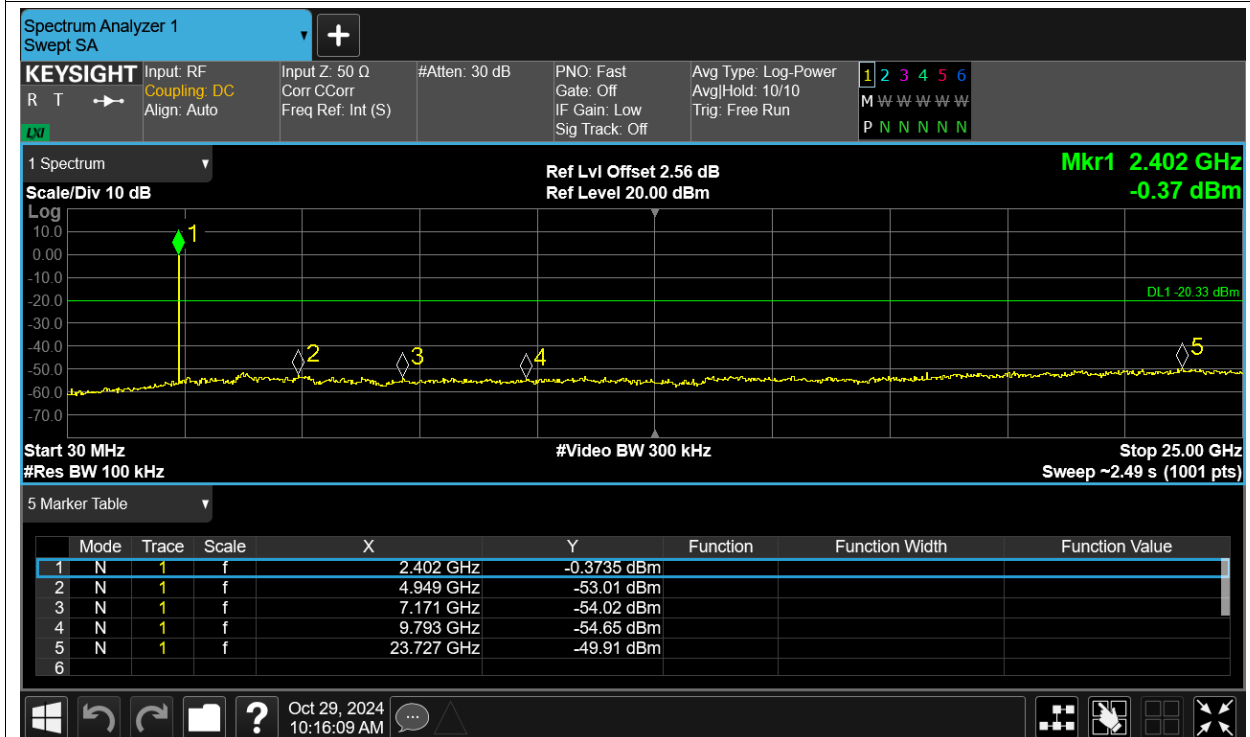 Spectrum Analyzer 1
Swept SA
KEYSIGHT Input: RF Input Z: 50 Ω #Atten: 30 dB PNO: Fast Avg Type: Log-Power 1 2 3 4 5 6
R T Coupling: DC Corr CCorr Gate: Off Avg|Hold: 10/10 M W W W W W
Align: Auto Freq Ref: Int (S) IF Gain: Low Trig: Free Run
LXI Sig Track: Off P N N N N N
1 Spectrum Ref Lvl Offset 2.56 dB Mkr1 2.402 GHz
Scale/Div 10 dB Ref Level 20.00 dBm -0.37 dBm
Log
10.0 1
0.00
-10.0
-20.0 DL1 -20.33 dBm
-30.0
-40.0 2 3 4 5
-50.0
-60.0
-70.0
Start 30 MHz #Video BW 300 kHz Stop 25.00 GHz
#Res BW 100 kHz Sweep ~2.49 s (1001 pts)
5 Marker Table
Mode Trace Scale X Y Function Function Width Function Value
1 N 1 f 2.402 GHz -0.3735 dBm
2 N 1 f 4.949 GHz -53.01 dBm
3 N 1 f 7.171 GHz -54.02 dBm
4 N 1 f 9.793 GHz -54.65 dBm
5 N 1 f 23.727 GHz -49.91 dBm
6
? Oct 29, 2024
10:16:09 AM